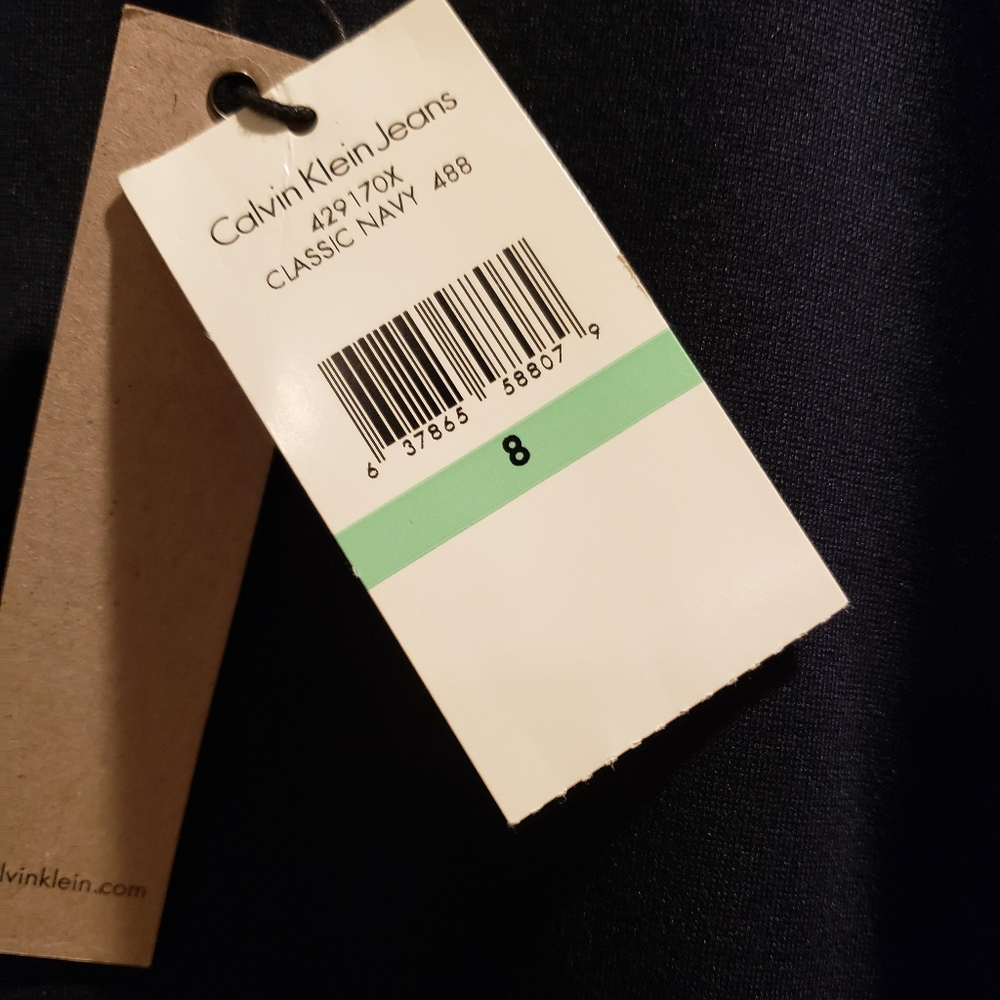 Calvin Klein Jeans
429170X
CLASSIC NAVY 488
6 37865 58807 9
8
lvinklein.com